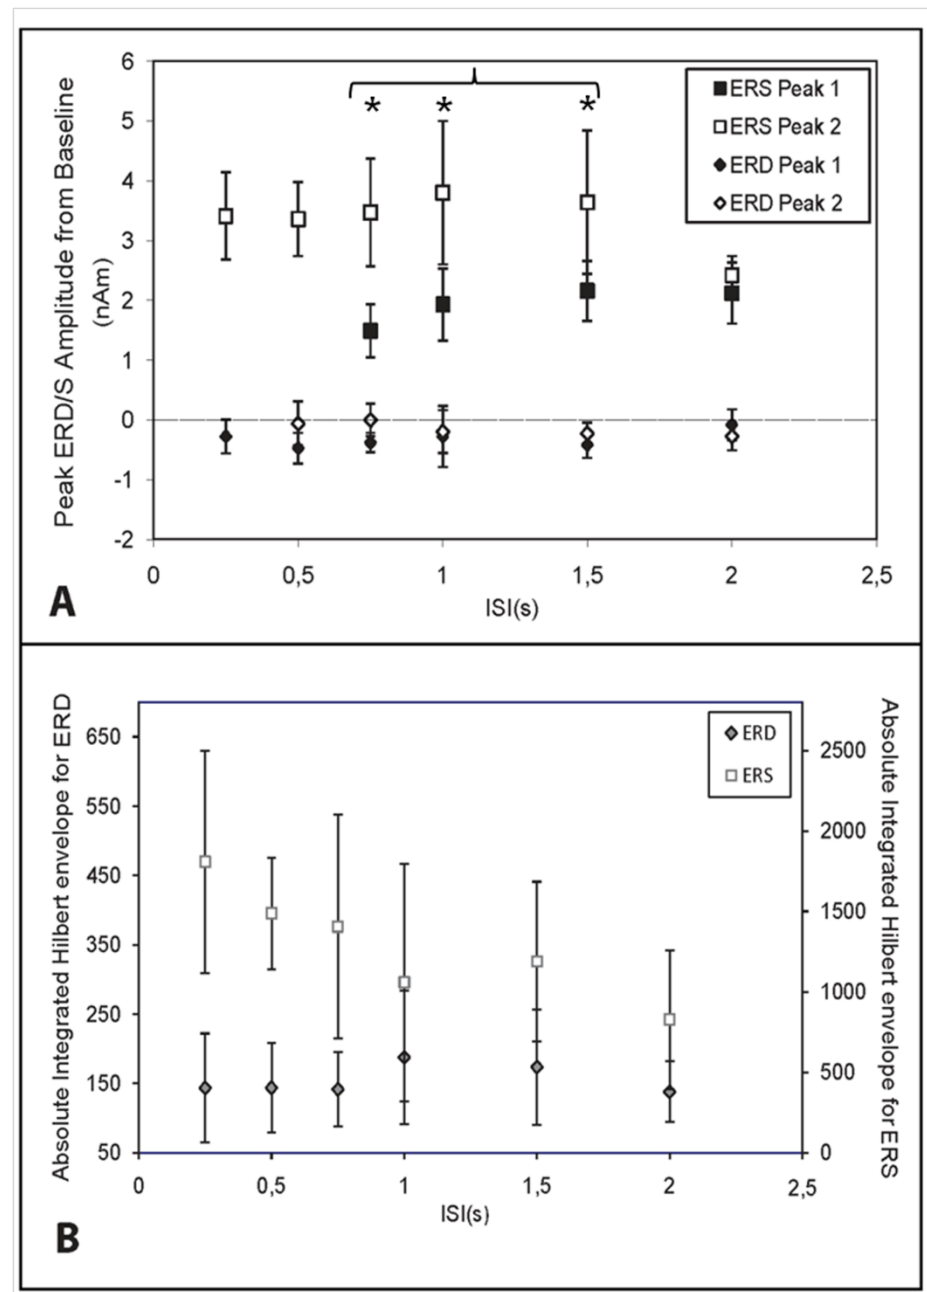 Peak ERD/S Amplitude from Baseline
(nAm)
6
5
4
3
2
1
0
-1
-2
* * *
ERS Peak 1
ERS Peak 2
ERD Peak 1
ERD Peak 2
0 0,5 1 1,5 2 2,5
ISI(s)
A
Absolute Integrated Hilbert envelope for ERD
650
550
450
350
250
150
50
ERD
ERS
2500
2000
1500
1000
500
0
Absolute Integrated Hilbert envelope for ERS
0 0,5 1 1,5 2 2,5
ISI(s)
B